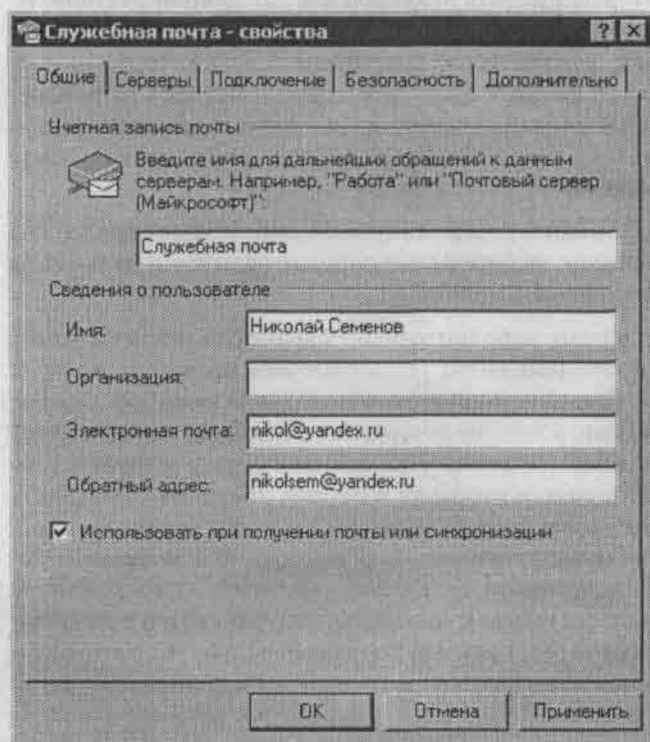 Служебная почта - свойства
Общие Серверы Подключение Безопасность Дополнительно
Учетная запись почты
Введите имя для дальнейших обращений к данным
серверам. Например, "Работа" или "Почтовый сервер
(Майкрософт)":
Служебная почта
Сведения о пользователе
Имя: Николай Семенов
Организация:
Электронная почта: nikol@yandex.ru
Обратный адрес: nikolsem@yandex.ru
Использовать при получении почты или синхронизации
OK Отмена Применить